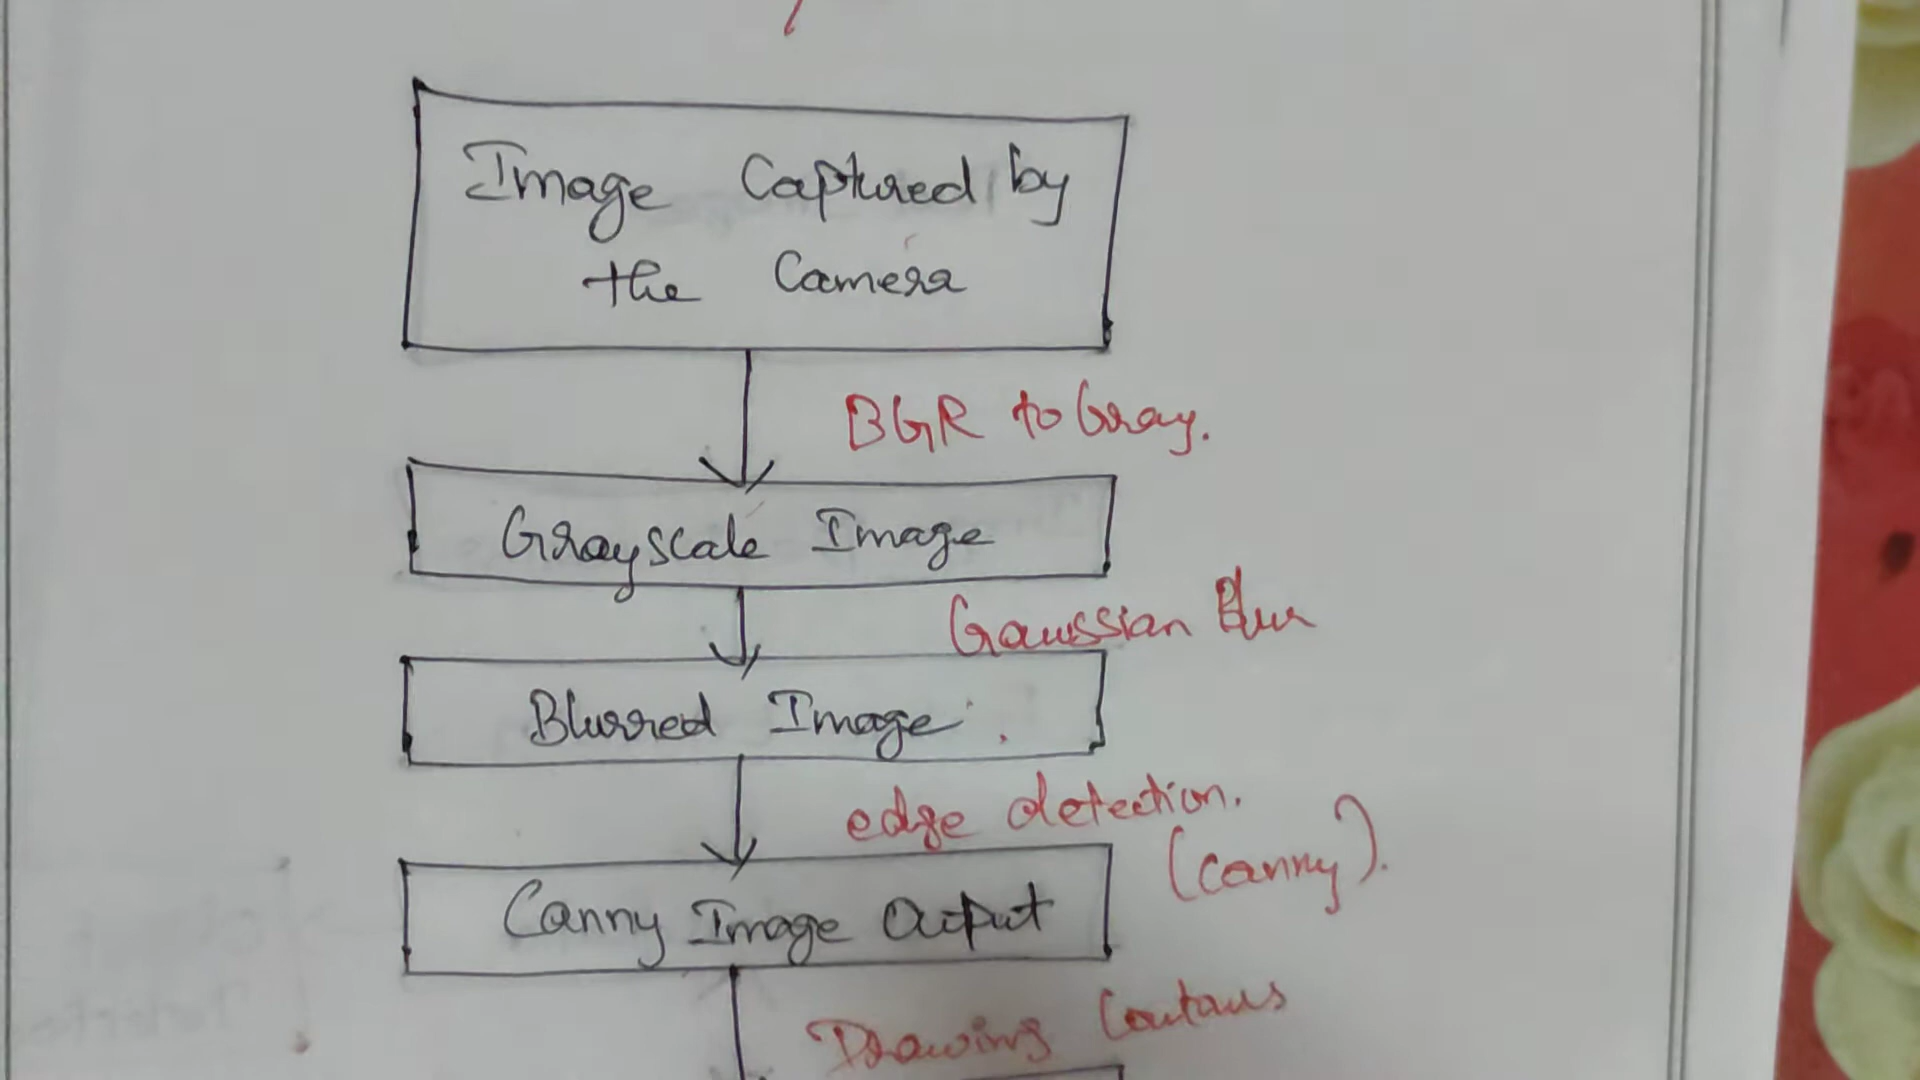 Image Captured by
the Camera
BGR to Gray.
Grayscale Image
Gaussian Blur
Blurred Image
edge detection.
(canny).
Canny Image Output
Drawing Contours